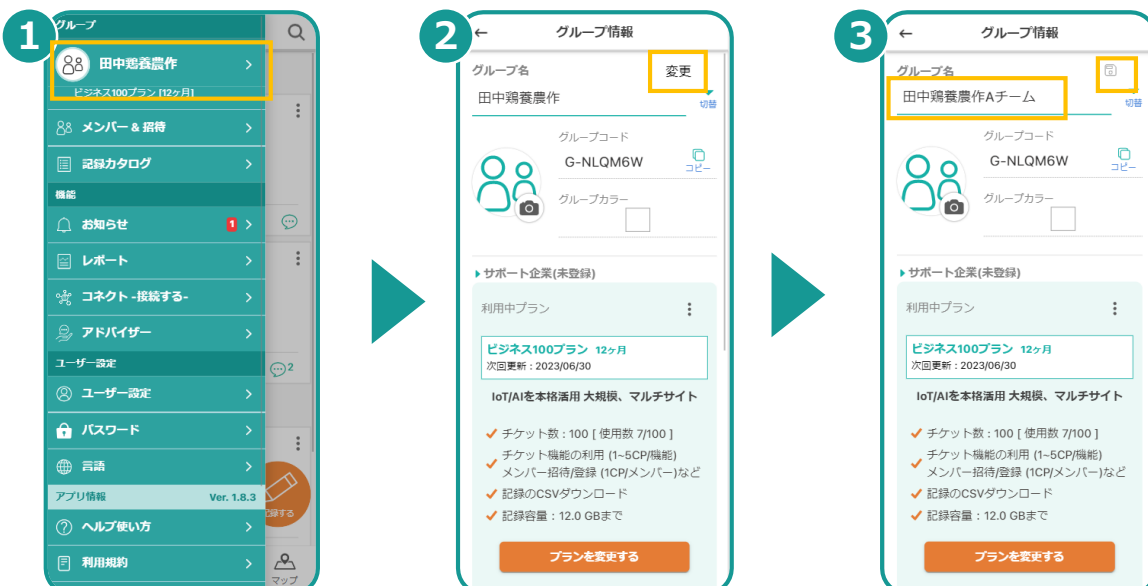 1
グループ
田中鶏養農作
ビジネス100プラン [12ヶ月]
メンバー & 招待
記録カタログ
機能
お知らせ
1
レポート
コネクト -接続する-
アドバイザー
ユーザー設定
ユーザー設定
パスワード
言語
アプリ情報
Ver. 1.8.3
ヘルプ使い方
利用規約
2
記録する
マップ
2
グループ情報
グループ名
変更
田中鶏養農作
切替
グループコード
G-NLQM6W
コピー
グループカラー
サポート企業(未登録)
利用中プラン
ビジネス100プラン 12ヶ月
次回更新 : 2023/06/30
IoT/AIを本格活用 大規模、マルチサイト
チケット数 : 100 [ 使用数 7/100 ]
チケット機能の利用 (1~5CP/機能)
メンバー招待/登録 (1CP/メンバー)など
記録のCSVダウンロード
記録容量 : 12.0 GBまで
プランを変更する
3
グループ情報
グループ名
田中鶏養農作Aチーム
切替
グループコード
G-NLQM6W
コピー
グループカラー
サポート企業(未登録)
利用中プラン
ビジネス100プラン 12ヶ月
次回更新 : 2023/06/30
IoT/AIを本格活用 大規模、マルチサイト
チケット数 : 100 [ 使用数 7/100 ]
チケット機能の利用 (1~5CP/機能)
メンバー招待/登録 (1CP/メンバー)など
記録のCSVダウンロード
記録容量 : 12.0 GBまで
プランを変更する